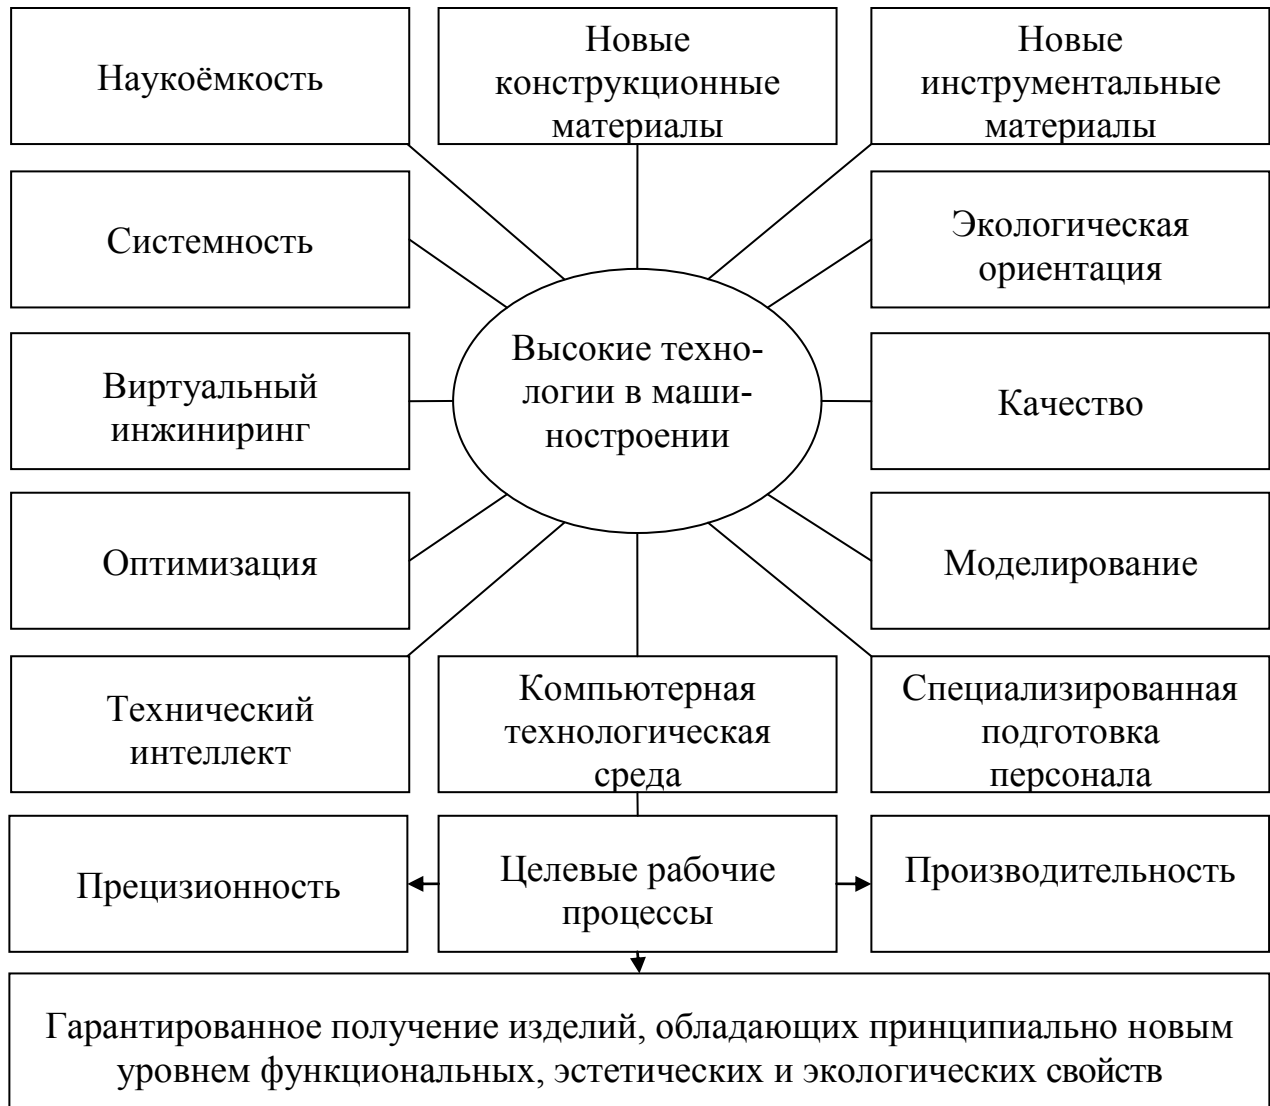 Наукоёмкость
Новые
конструкционные
материалы
Новые
инструментальные
материалы
Системность
Экологическая
ориентация
Виртуальный
инжиниринг
Высокие техно-
логии в маши-
ностроении
Качество
Оптимизация
Моделирование
Технический
интеллект
Компьютерная
технологическая
среда
Специализированная
подготовка
персонала
Прецизионность
Целевые рабочие
процессы
Производительность
Гарантированное получение изделий, обладающих принципиально новым
уровнем функциональных, эстетических и экологических свойств